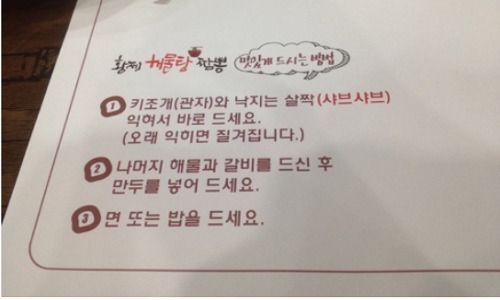 황제 해물탕 짬뽕 맛있게 드시는 방법
1 키조개(관자)와 낙지는 살짝(샤브샤브)
익혀서 바로 드세요.
(오래 익히면 질겨집니다.)
2 나머지 해물과 갈비를 드신 후
만두를 넣어 드세요.
3 면 또는 밥을 드세요.